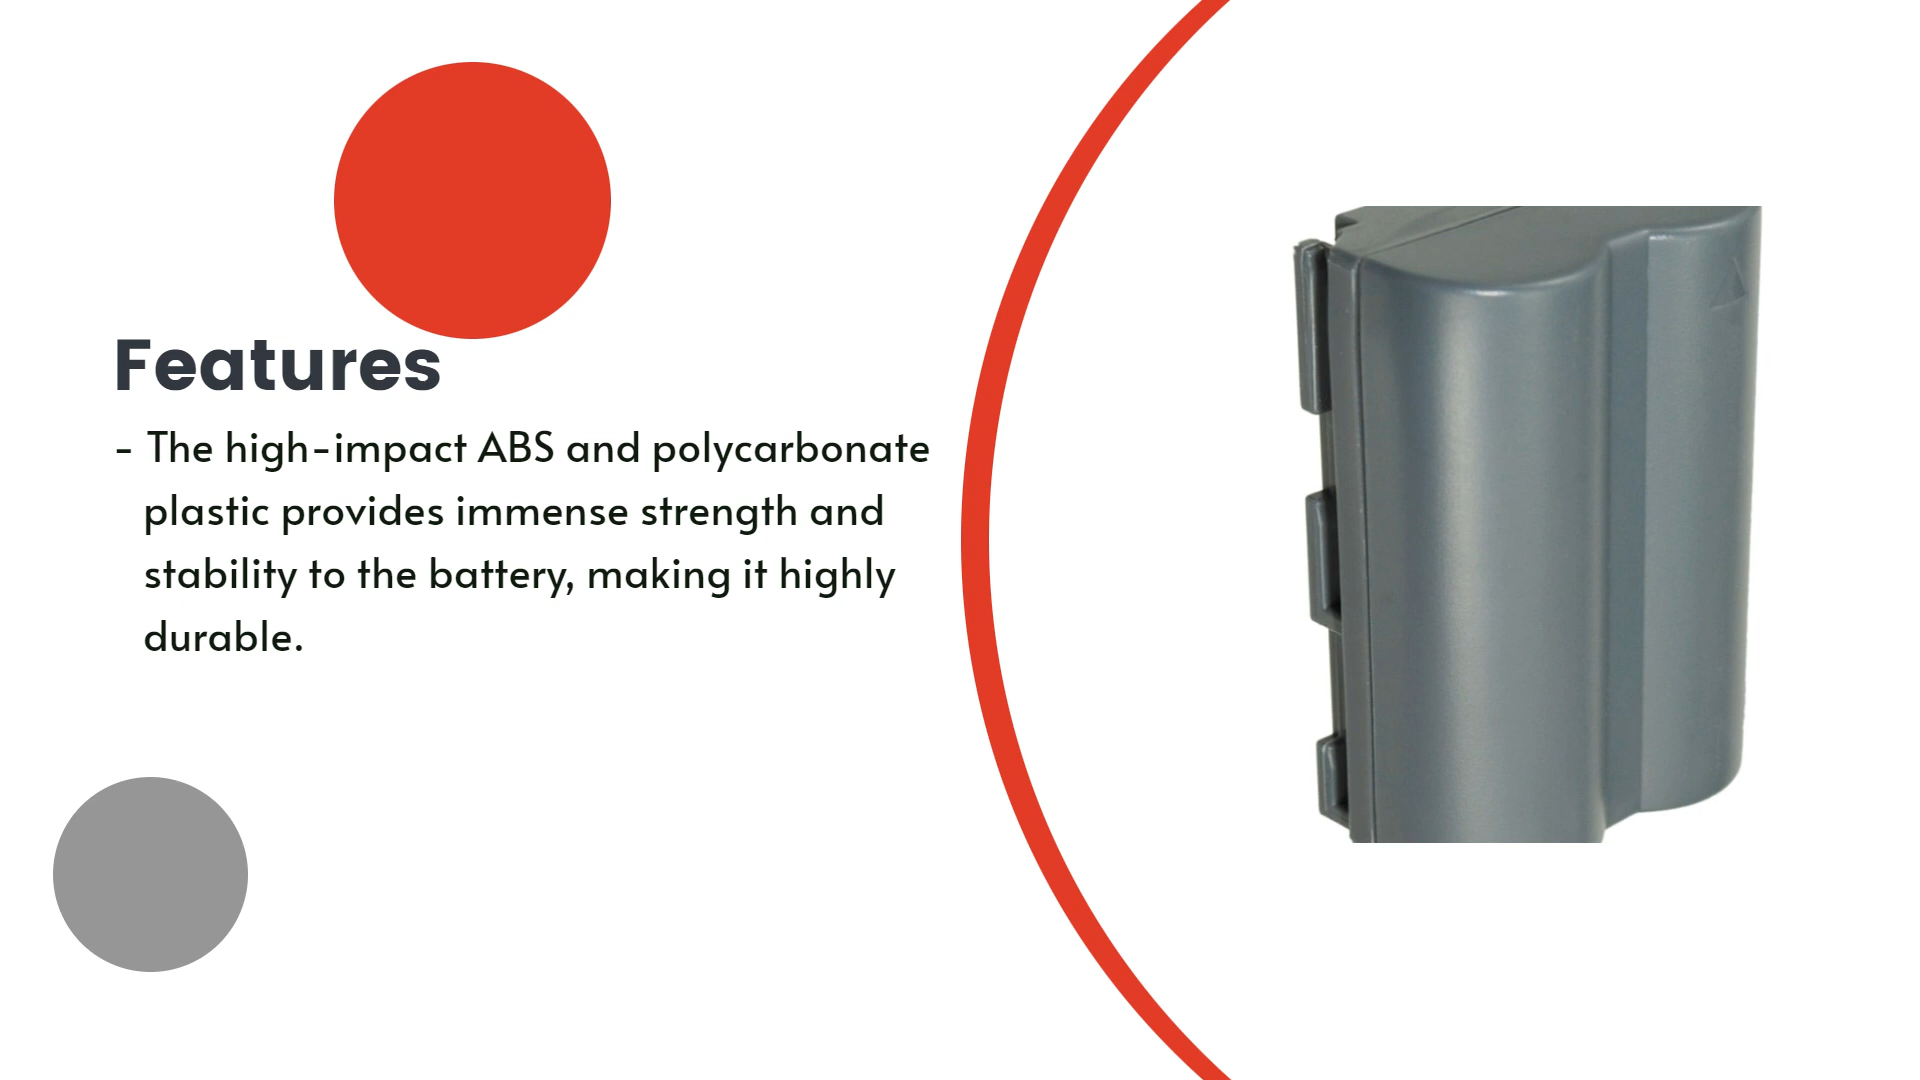 Features
- The high-impact ABS and polycarbonate
plastic provides immense strength and
stability to the battery, making it highly
durable.